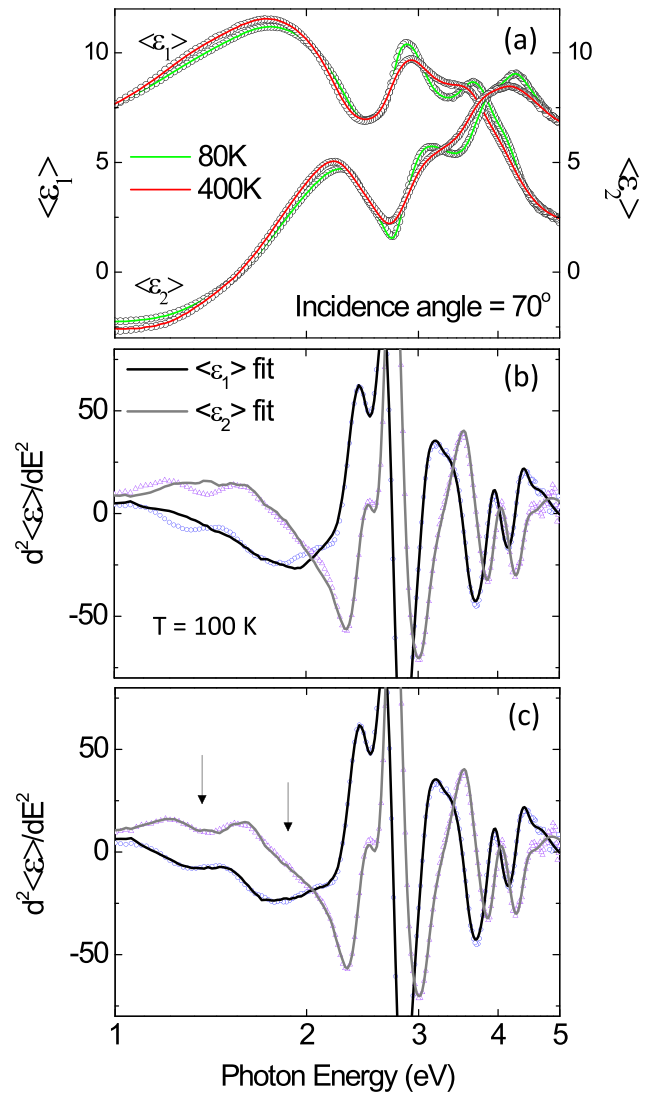 (a)
<ε₁>
10
10
80K
400K
5
5
<ε₁>
<ε₂>
0
0
<ε₂>
Incidence angle = 70°
(b)
<ε₁> fit
<ε₂> fit
50
0
-50
d²<ε>/dE²
T = 100 K
(c)
50
0
-50
d²<ε>/dE²
1 2 3 4 5
Photon Energy (eV)